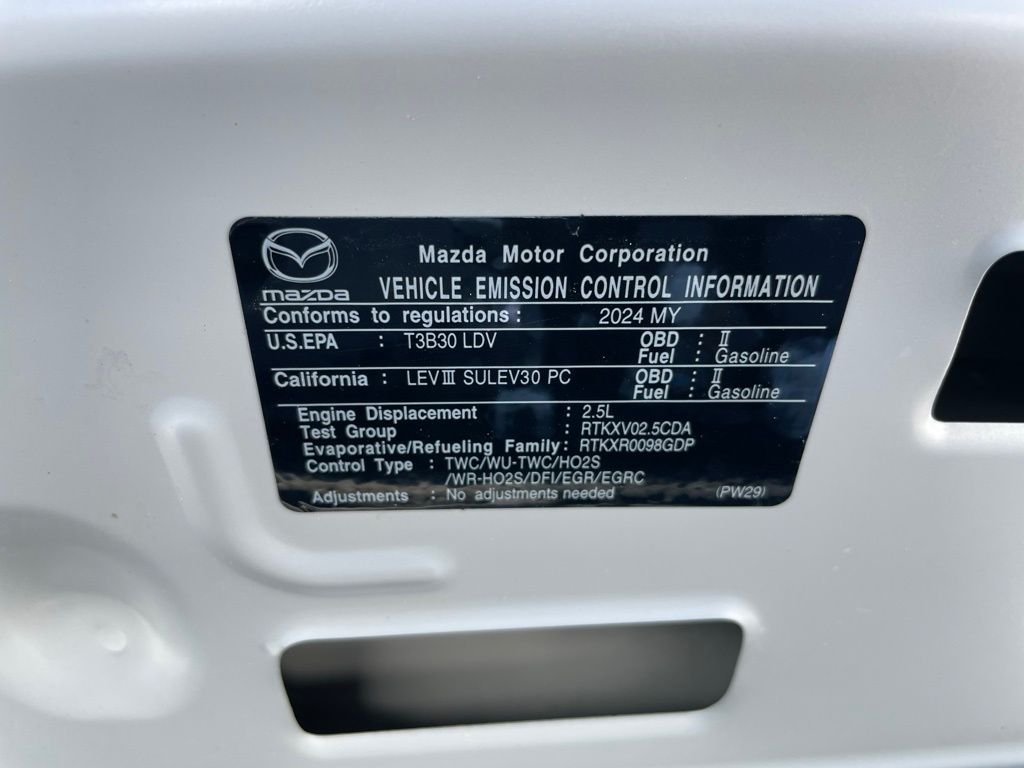 mazda
Mazda Motor Corporation
VEHICLE EMISSION CONTROL INFORMATION
Conforms to regulations : 2024 MY
U.S.EPA : T3B30 LDV OBD : Ⅱ
Fuel : Gasoline
California : LEVⅢ SULEV30 PC OBD : Ⅱ
Fuel : Gasoline
Engine Displacement : 2.5L
Test Group : RTKXV02.5CDA
Evaporative/Refueling Family: RTKXR0098GDP
Control Type : TWC/WU-TWC/HO2S
/WR-HO2S/DFI/EGR/EGRC
Adjustments : No adjustments needed (PW29)